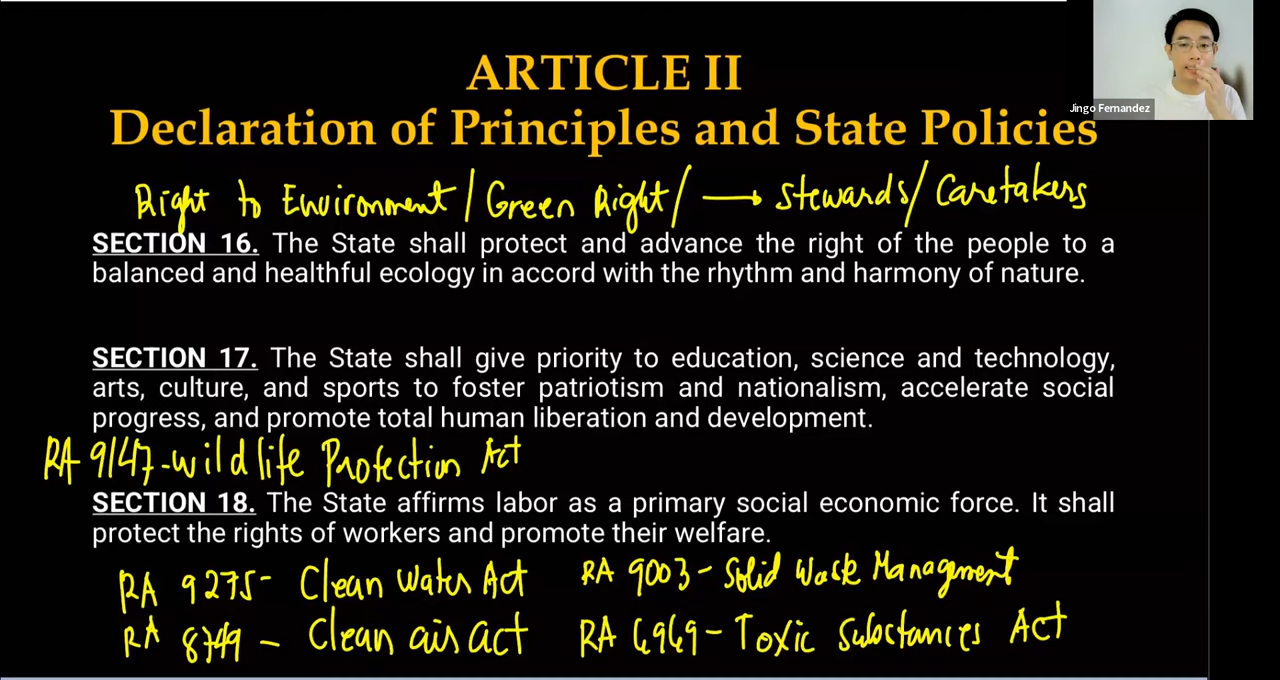 ARTICLE II
Jingo Fernandez
Declaration of Principles and State Policies
Right to Environment / Green Right / → Stewards / Caretakers
SECTION 16. The State shall protect and advance the right of the people to a
balanced and healthful ecology in accord with the rhythm and harmony of nature.
SECTION 17. The State shall give priority to education, science and technology,
arts, culture, and sports to foster patriotism and nationalism, accelerate social
progress, and promote total human liberation and development.
RA 9147 - Wildlife Protection Act
SECTION 18. The State affirms labor as a primary social economic force. It shall
protect the rights of workers and promote their welfare.
RA 9275 - Clean Water Act
RA 9003 - Solid Waste Managment
RA 8749 - Clean air act
RA 6969 - Toxic Substances Act